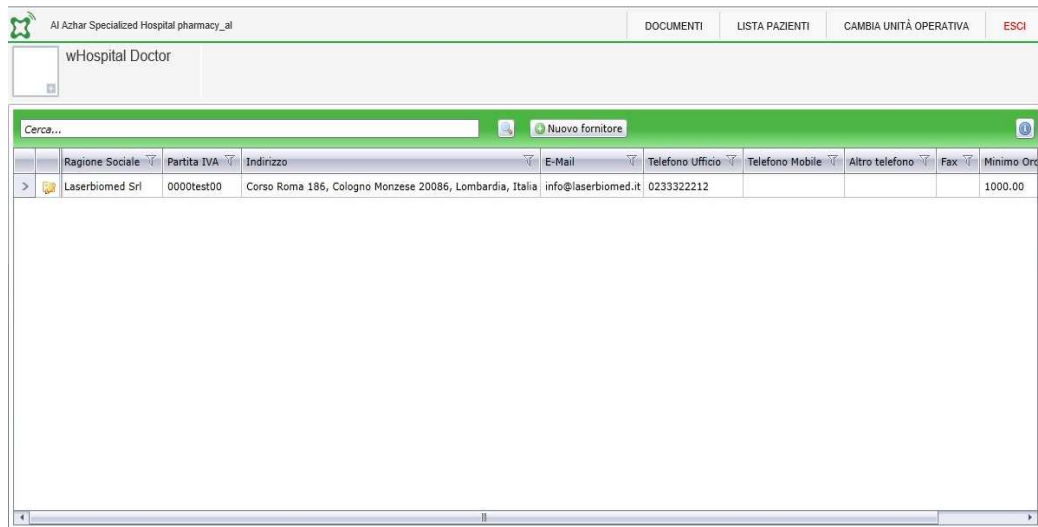 Al Azhar Specialized Hospital pharmacy_al DOCUMENTI LISTA PAZIENTI CAMBIA UNITÀ OPERATIVA ESCI
wHospital Doctor
Cerca... Nuovo fornitore
Ragione Sociale Partita IVA Indirizzo E-Mail Telefono Ufficio Telefono Mobile Altro telefono Fax Minimo Ord
Laserbiomed Srl 0000test00 Corso Roma 186, Cologno Monzese 20086, Lombardia, Italia info@laserbiomed.it 0233322212 1000.00